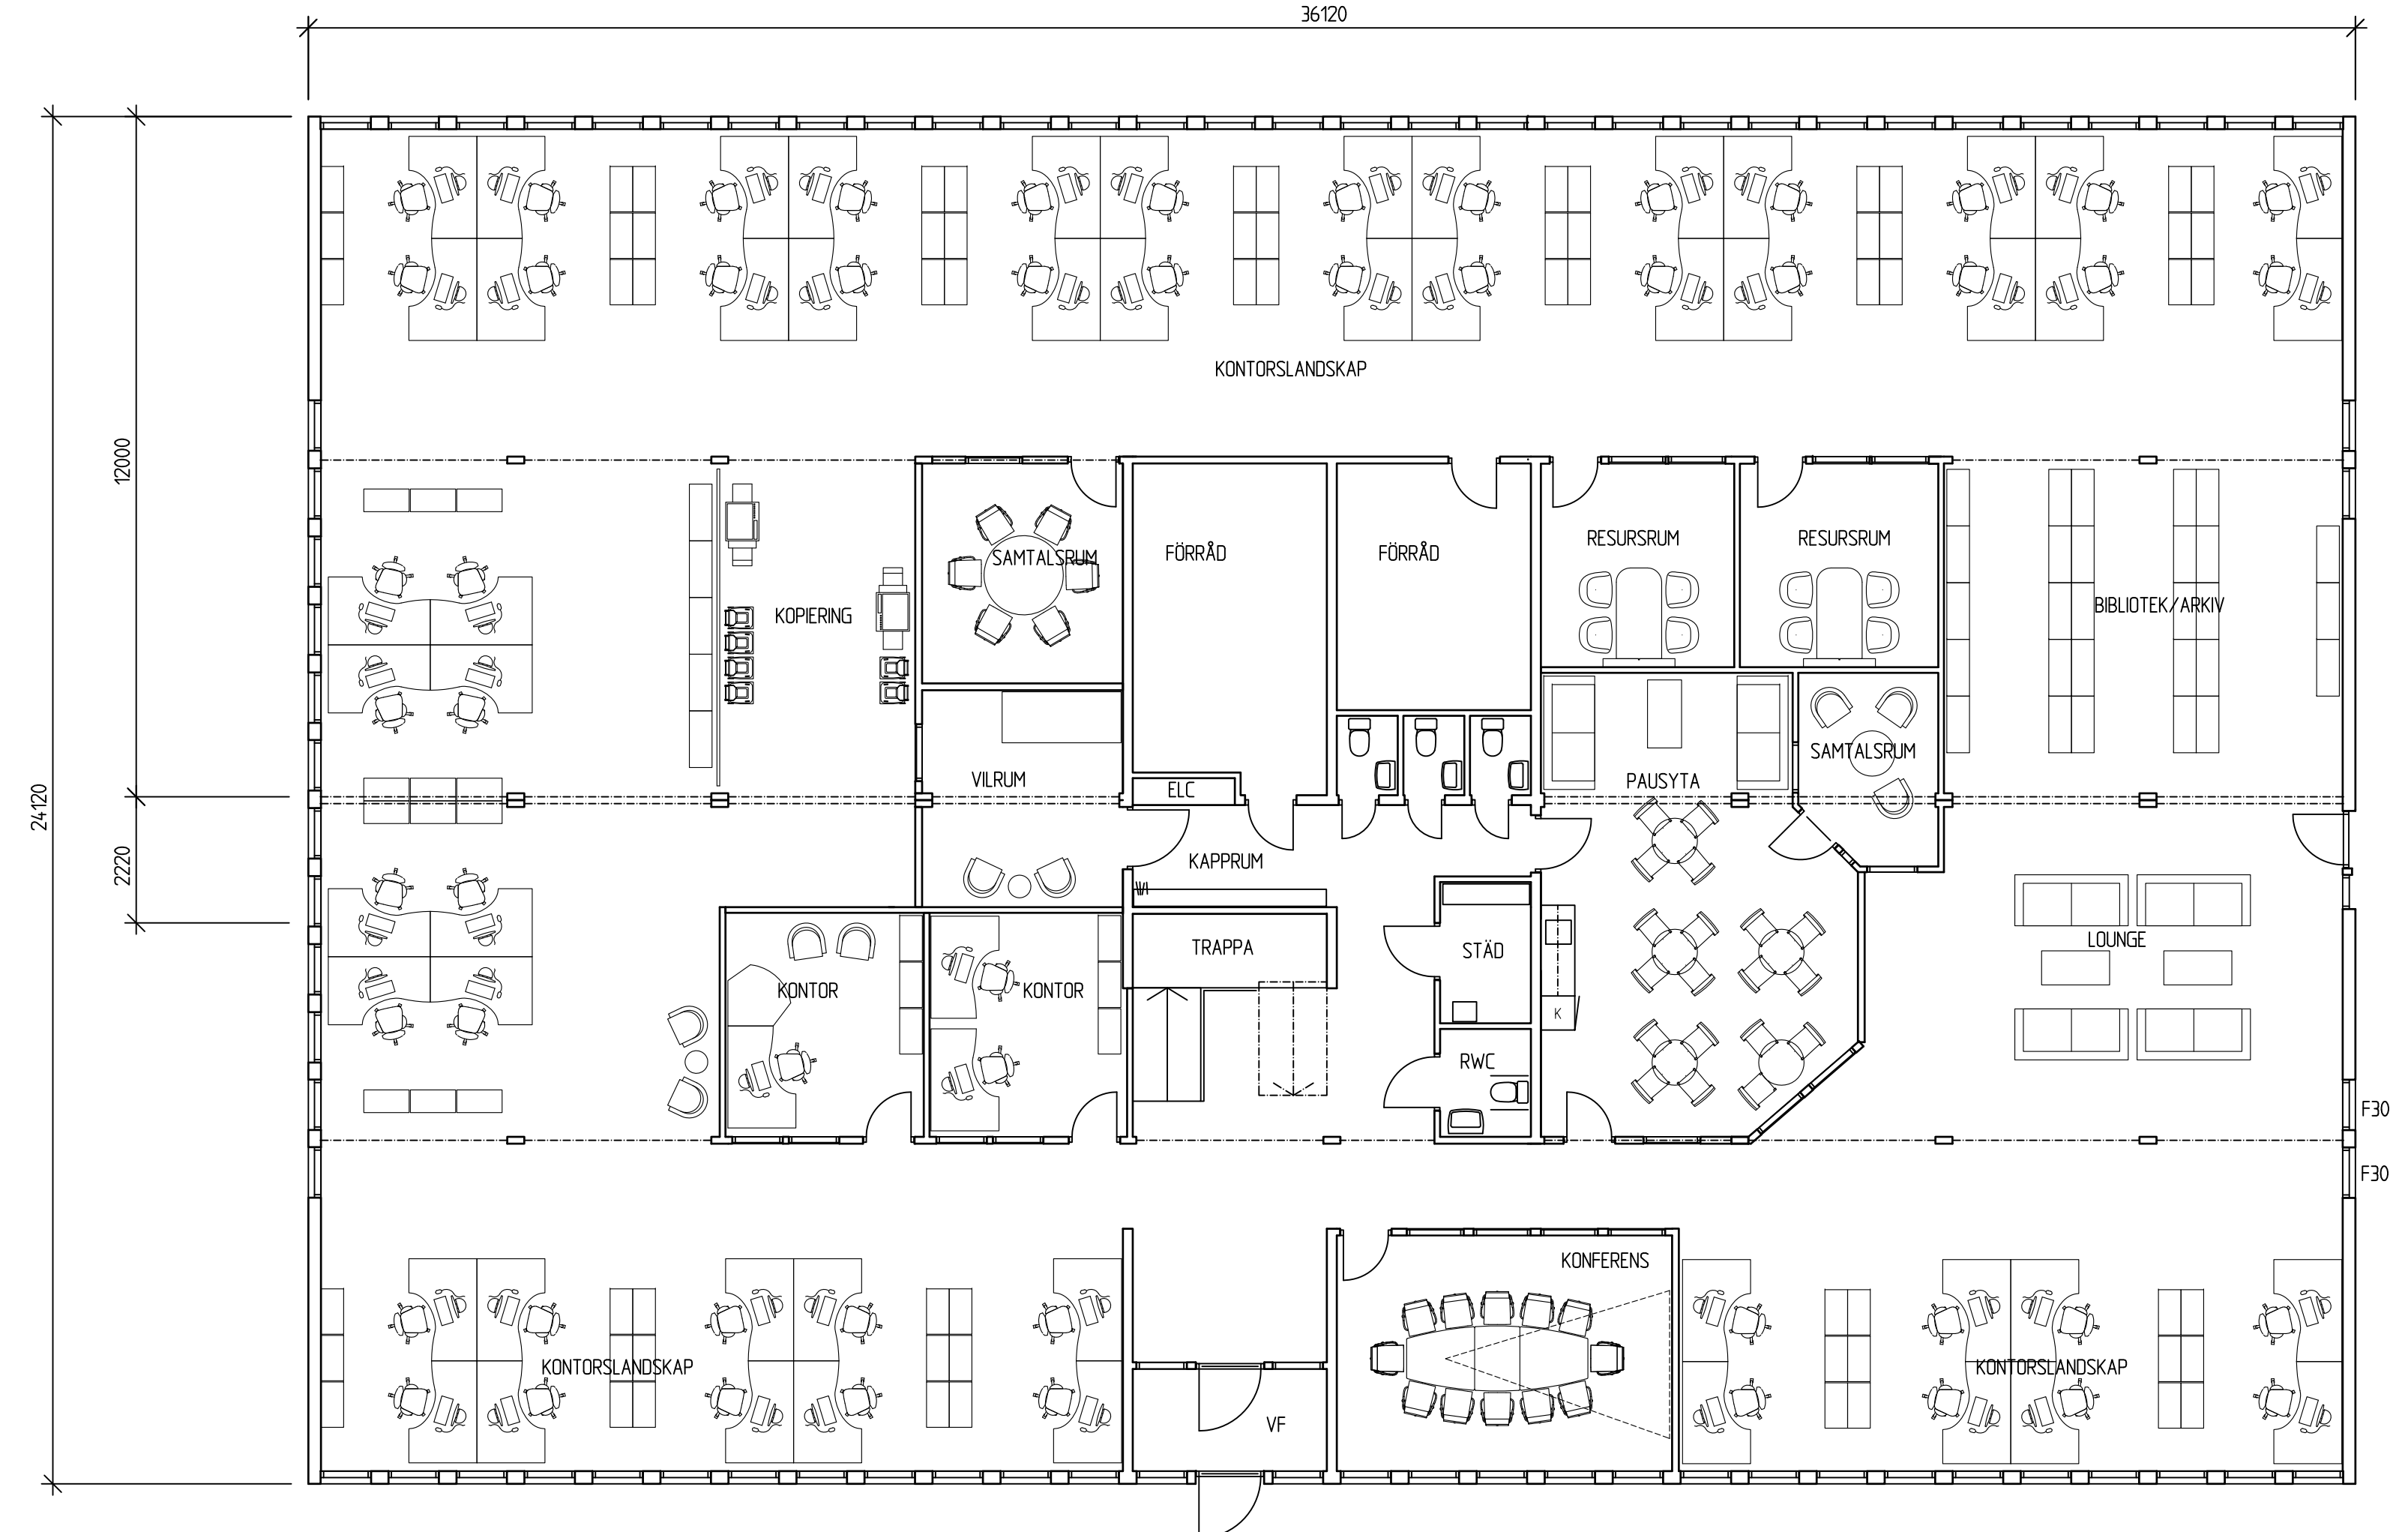 36120
KONTORSLANDSKAP
12000
24120
2220
SAMTALSRUM
FÖRRÅD
FÖRRÅD
RESURSRUM
RESURSRUM
KOPIERING
BIBLIOTEK/ARKIV
VILRUM
ELC
PAUSYTA
SAMTALSRUM
KAPPRUM
TRAPPA
STÄD
LOUNGE
KONTOR
KONTOR
K
RWC
F30
F30
KONFERENS
KONTORSLANDSKAP
KONTORSLANDSKAP
VF